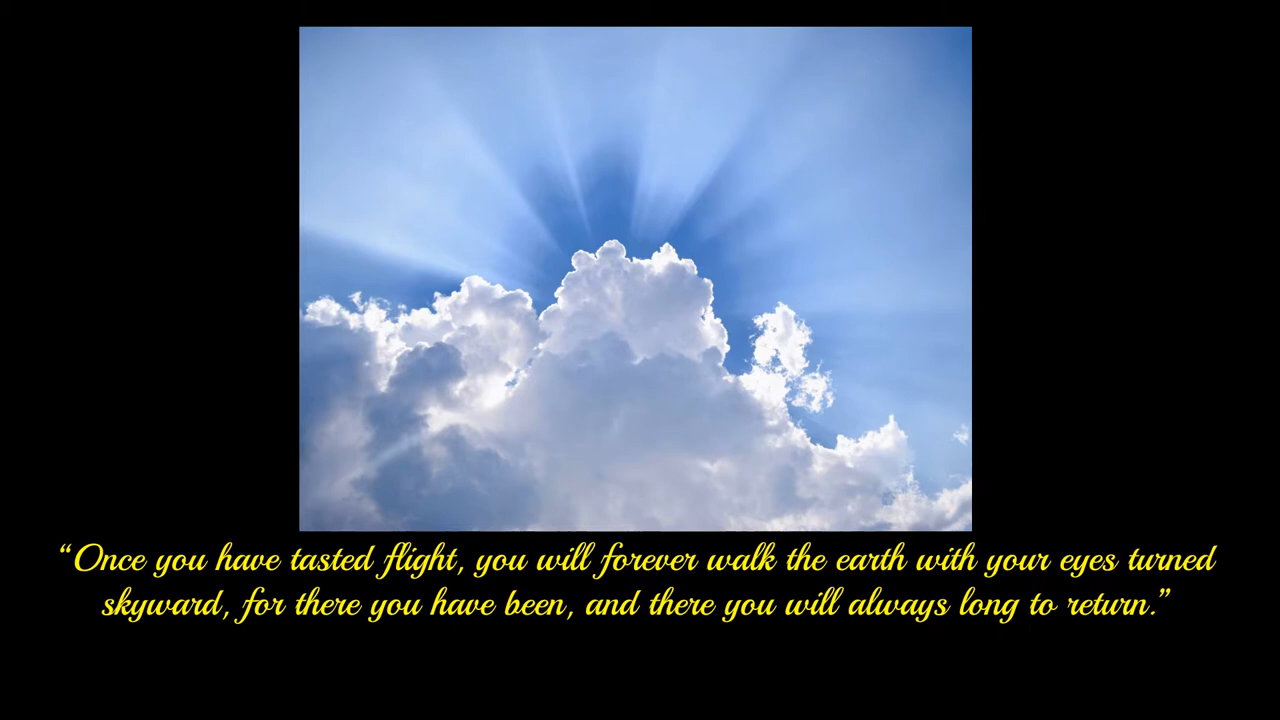 “Once you have tasted flight, you will forever walk the earth with your eyes turned
skyward, for there you have been, and there you will always long to return.”